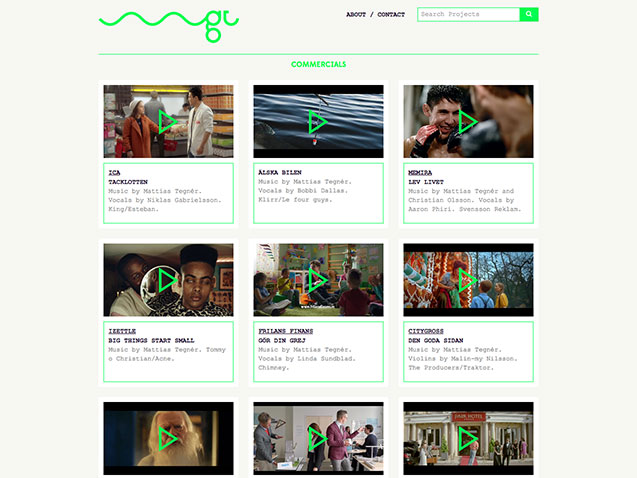 ABOUT / CONTACT
Search Projects
COMMERCIALS
ICA
TACKLOTTEN
Music by Mattias Tegnér.
Vocals by Niklas Gabrielsson.
King/Esteban.
ÄLSKA BILEN
Music by Mattias Tegnér.
Vocals by Bobbi Dallas.
Klirr/Le four guys.
MEMIRA
LEV LIVET
Music by Mattias Tegnér and
Christian Olsson. Vocals by
Aaron Phiri. Svensson Reklam.
IZETTLE
BIG THINGS START SMALL
Music by Mattias Tegnér. Tommy
o Christian/Acne.
FRILANS FINANS
GÖR DIN GREJ
Music by Mattias Tegnér.
Vocals by Linda Sundblad.
Chimney.
CITYGROSS
DEN GODA SIDAN
Music by Mattias Tegnér.
Violins by Malin-my Nilsson.
The Producers/Traktor.
PARK HOTEL